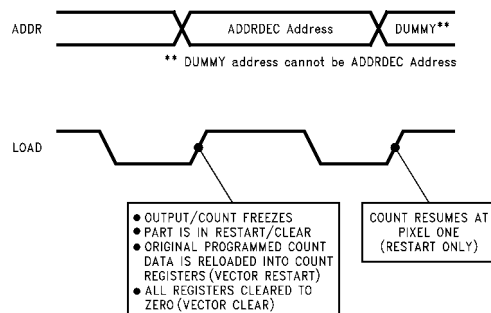 ADDR
ADDRDEC Address
DUMMY**
** DUMMY address cannot be ADDRDEC Address
LOAD
● OUTPUT/COUNT FREEZES
● PART IS IN RESTART/CLEAR
● ORIGINAL PROGRAMMED COUNT
DATA IS RELOADED INTO COUNT
REGISTERS (VECTOR RESTART)
● ALL REGISTERS CLEARED TO
ZERO (VECTOR CLEAR)
COUNT RESUMES AT
PIXEL ONE
(RESTART ONLY)